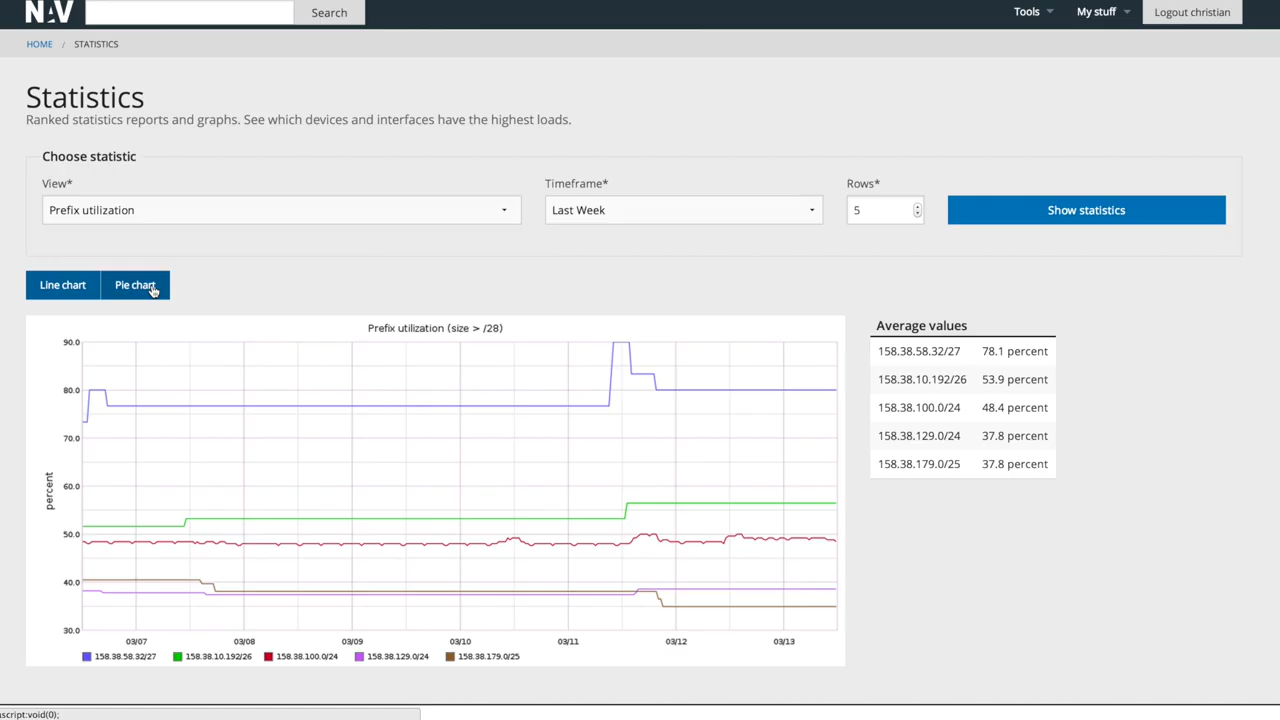 NAV
Search
Tools
My stuff
Logout christian
HOME / STATISTICS
Statistics
Ranked statistics reports and graphs. See which devices and interfaces have the highest loads.
Choose statistic
View*
Timeframe*
Rows*
Prefix utilization
Last Week
5
Show statistics
Line chart
Pie chart
Prefix utilization (size > /28)
percent
90.0
80.0
70.0
60.0
50.0
40.0
30.0
03/07 03/08 03/09 03/10 03/11 03/12 03/13
158.38.58.32/27 158.38.10.192/26 158.38.100.0/24 158.38.129.0/24 158.38.179.0/25
Average values
158.38.58.32/27 78.1 percent
158.38.10.192/26 53.9 percent
158.38.100.0/24 48.4 percent
158.38.129.0/24 37.8 percent
158.38.179.0/25 37.8 percent
ascript:void(0);